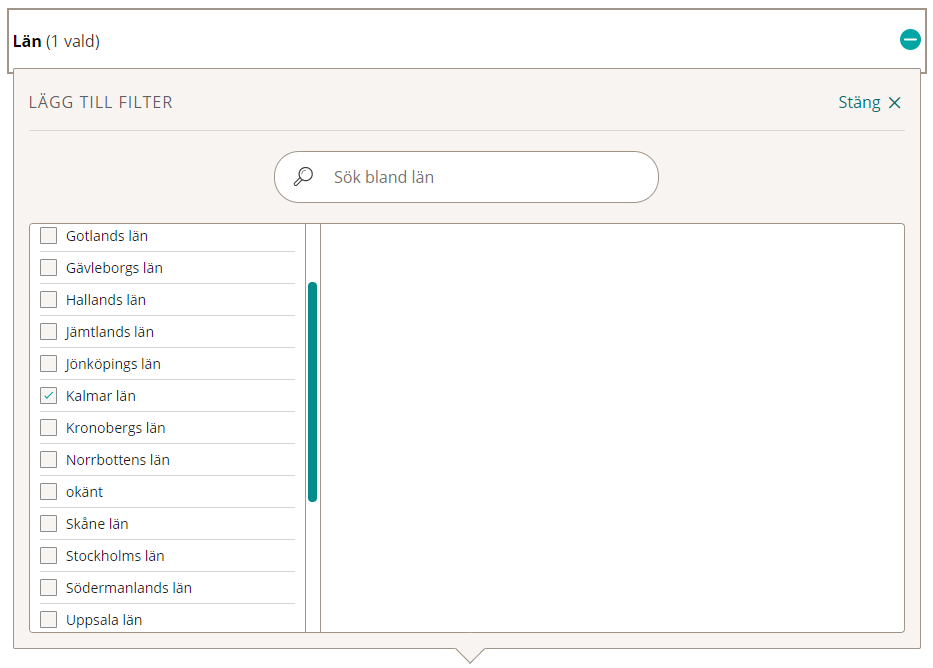 Län (1 vald)
LÄGG TILL FILTER
Stäng
Sök bland län
Gotlands län
Gävleborgs län
Hallands län
Jämtlands län
Jönköpings län
Kalmar län
Kronobergs län
Norrbottens län
okänt
Skåne län
Stockholms län
Södermanlands län
Uppsala län